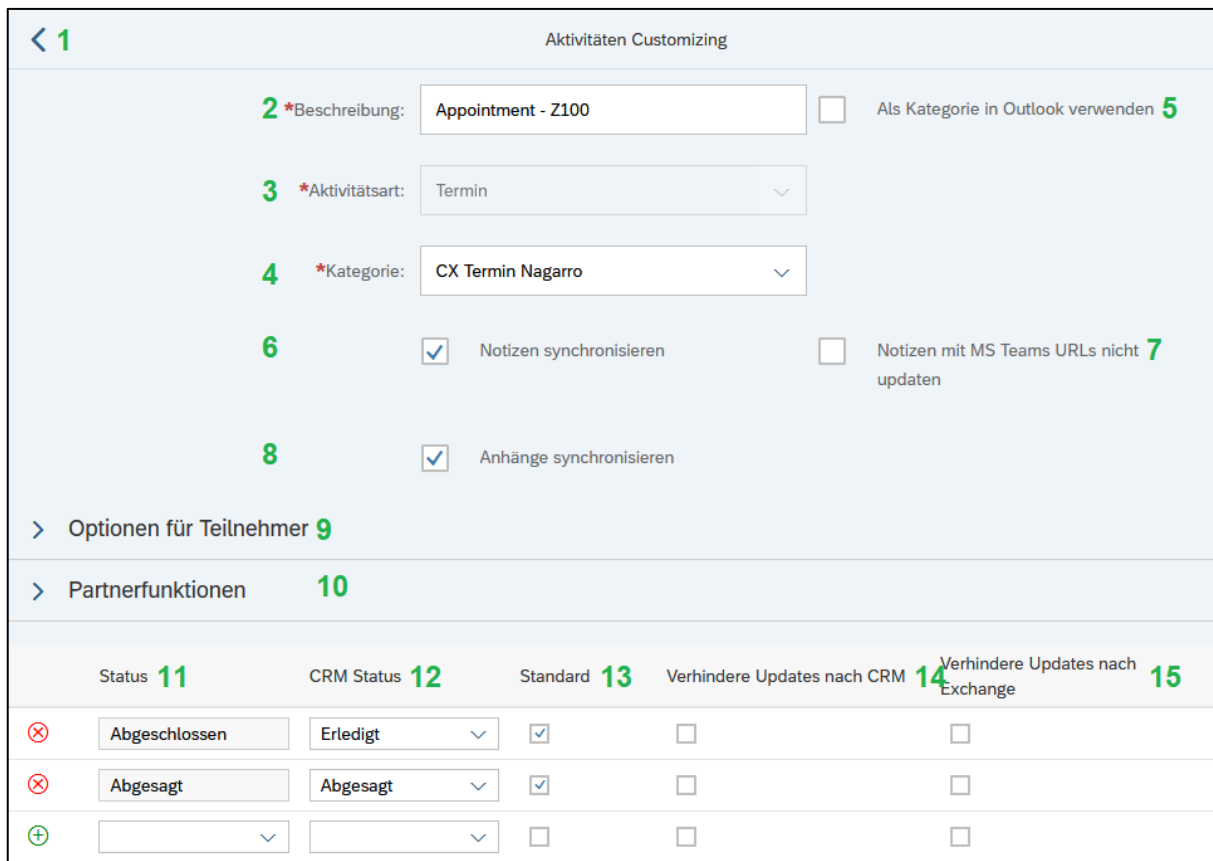 1 Aktivitäten Customizing
2 *Beschreibung: Appointment - Z100 Als Kategorie in Outlook verwenden 5
3 *Aktivitätsart: Termin
4 *Kategorie: CX Termin Nagarro
6 Notizen synchronisieren Notizen mit MS Teams URLs nicht 7
updaten
8 Anhänge synchronisieren
Optionen für Teilnehmer 9
Partnerfunktionen 10
Status 11 CRM Status 12 Standard 13 Verhindere Updates nach CRM 14 Verhindere Updates nach 15
Exchange
Abgeschlossen Erledigt
Abgesagt Abgesagt